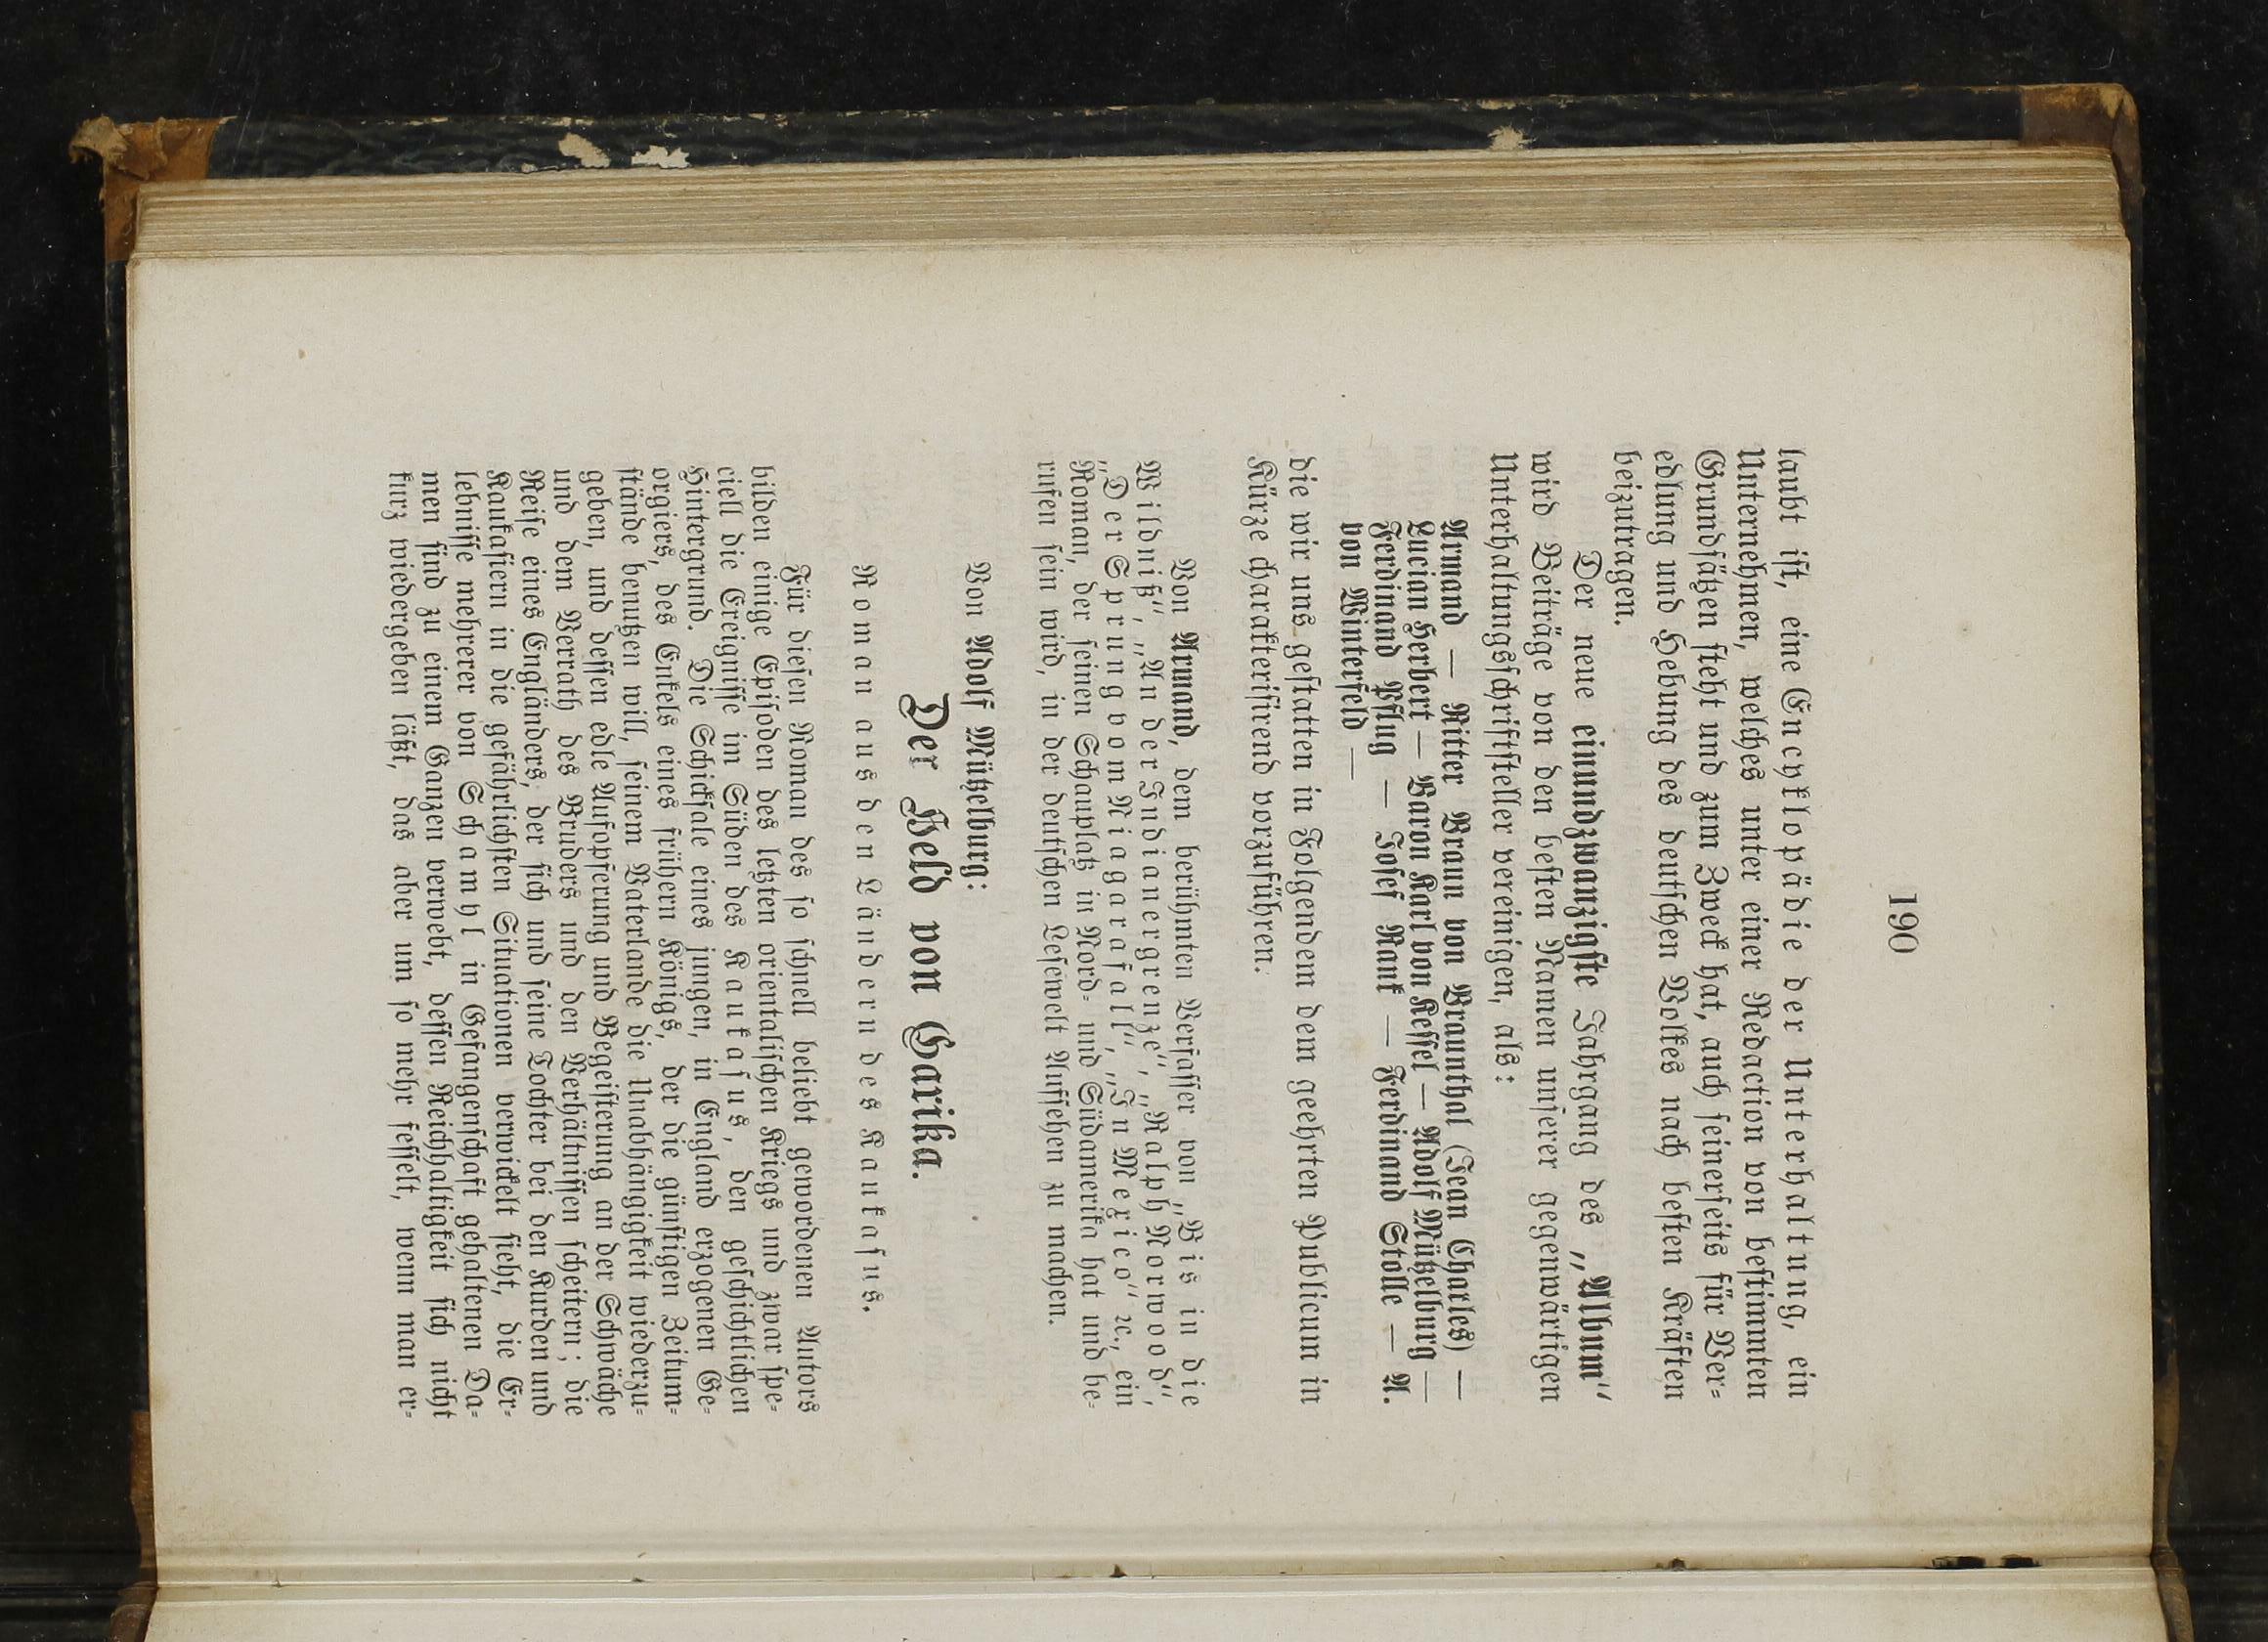 190
laubt ist, eine Encyklopädie der Unterhaltung, ein
Unternehmen, welches unter einer Redaction von bestimmten
Grundsätzen steht und zum Zweck hat, auch seinerseits für Ver-
edlung und Hebung des deutschen Volkes nach besten Kräften
beizutragen.
Der neue einundzwanzigste Jahrgang des „Album“
wird Beiträge von den besten Namen unserer gegenwärtigen
Unterhaltungsschriftsteller vereinigen, als:
Armand — Ritter Braun von Braunthal (Jean Charles) —
Lucian Herbert — Baron Karl von Kessel — Adolf Mützelburg —
Ferdinand Pflug — Josef Rank — Ferdinand Stolle — A.
von Winterfeld —
die wir uns gestatten in Folgendem dem geehrten Publicum in
Kürze charakterisirend vorzuführen.
Von Armand, dem berühmten Verfasser von „Bis in die
Wildniß“, „An der Indianergrenze“, „Ralph Norwood“,
„Der Sprung vom Niagarafall“, „In Mexico“ ꝛc., ein
Roman, der seinen Schauplatz in Nord- und Südamerika hat und be-
rufen sein wird, in der deutschen Lesewelt Aufsehen zu machen.
Von Adolf Mützelburg:
Der Held von Garika.
Roman aus den Ländern des Kaukasus.
Für diesen Roman des so schnell beliebt gewordenen Autors
bilden einige Episoden des letzten orientalischen Kriegs und zwar spe-
ciell die Ereignisse im Süden des Kaukasus, den geschichtlichen
Hintergrund. Die Schicksale eines jungen, in England erzogenen Ge-
orgiers, des Enkels eines frühern Königs, der die günstigen Zeitum-
stände benutzen will, seinem Vaterlande die Unabhängigkeit wiederzu-
geben, und dessen edle Aufopferung und Begeisterung an der Schwäche
und dem Verrath des Bruders und den Verhältnissen scheitern; die
Reise eines Engländers, der sich und seine Tochter bei den Kurden und
Kaukasiern in die gefährlichsten Situationen verwickelt sieht, die Er-
lebnisse mehrerer von Schamyl in Gefangenschaft gehaltenen Da-
men sind zu einem Ganzen verwebt, dessen Reichhaltigkeit sich nicht
kurz wiedergeben läßt, das aber um so mehr fesselt, wenn man er-